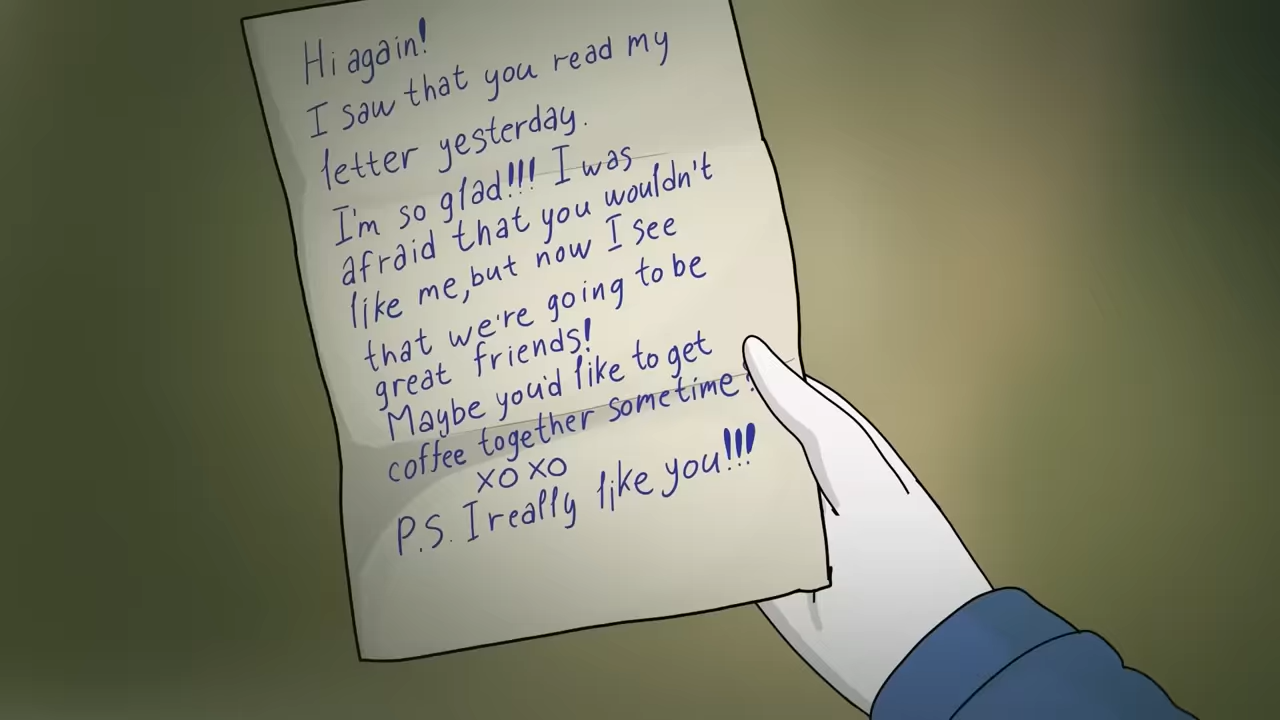 Hi again!
I saw that you read my
letter yesterday.
I'm so glad!!! I was
afraid that you wouldn't
like me, but now I see
that we're going to be
great friends!
Maybe you'd like to get
coffee together sometime?
XO XO
P.S. I really like you!!!